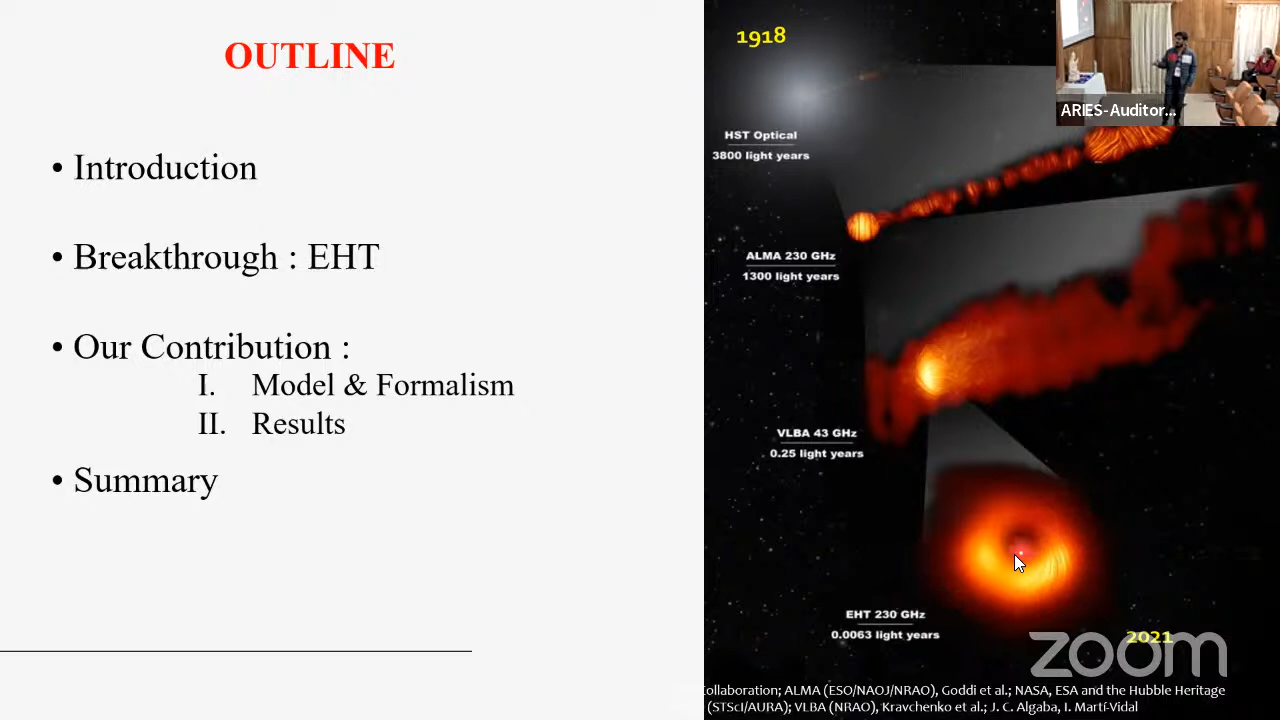 OUTLINE
• Introduction
• Breakthrough : EHT
• Our Contribution :
I. Model & Formalism
II. Results
• Summary
1918
ARIES-Auditor...
HST Optical
3800 light years
ALMA 230 GHz
1300 light years
VLBA 43 GHz
0.25 light years
EHT 230 GHz
0.0063 light years
2021
zoom
Collaboration; ALMA (ESO/NAOJ/NRAO), Goddi et al.; NASA, ESA and the Hubble Heritage
(STScI/AURA); VLBA (NRAO), Kravchenko et al.; J. C. Algaba, I. Martí-Vidal